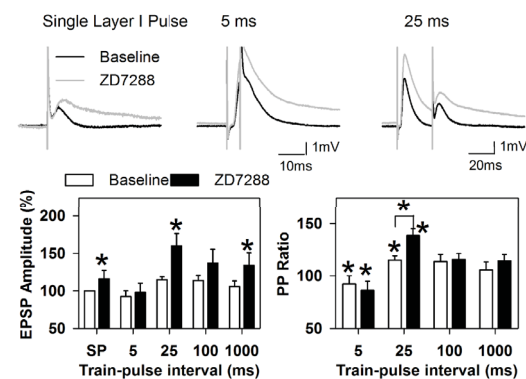 Single Layer I Pulse 5 ms 25 ms
Baseline
ZD7288
1mV
10ms
1mV
20ms
Baseline ZD7288
EPSP Amplitude (%)
200
150
100
50
* * *
SP 5 25 100 1000
Train-pulse interval (ms)
PP Ratio
150
100
50
* * * * *
5 25 100 1000
Train-pulse interval (ms)